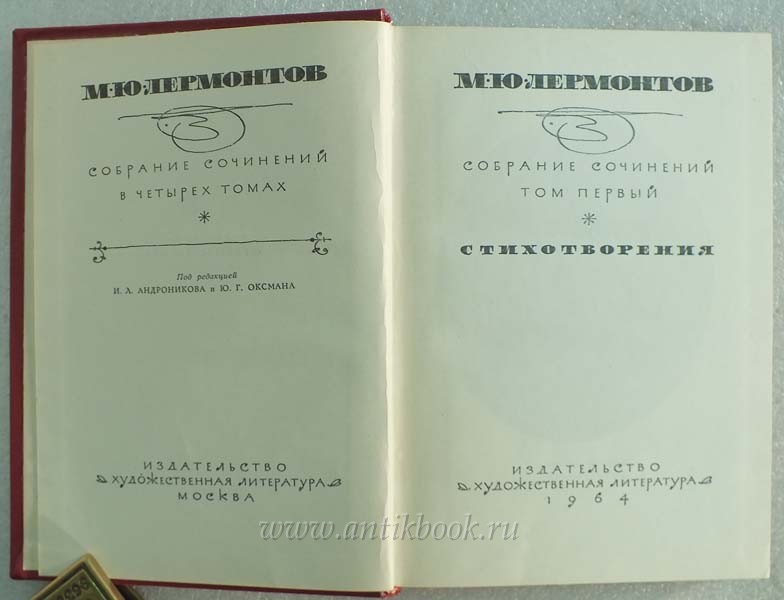 М·Ю·ЛЕРМОНТОВ
СОБРАНИЕ СОЧИНЕНИЙ
В ЧЕТЫРЕХ ТОМАХ
*
Под редакцией
И. Л. АНДРОНИКОВА и Ю. Г. ОКСМАНА
ИЗДАТЕЛЬСТВО
«ХУДОЖЕСТВЕННАЯ ЛИТЕРАТУРА»
МОСКВА
М·Ю·ЛЕРМОНТОВ
СОБРАНИЕ СОЧИНЕНИЙ
ТОМ ПЕРВЫЙ
*
СТИХОТВОРЕНИЯ
ИЗДАТЕЛЬСТВО
«ХУДОЖЕСТВЕННАЯ ЛИТЕРАТУРА»
1964
www.antikbook.ru